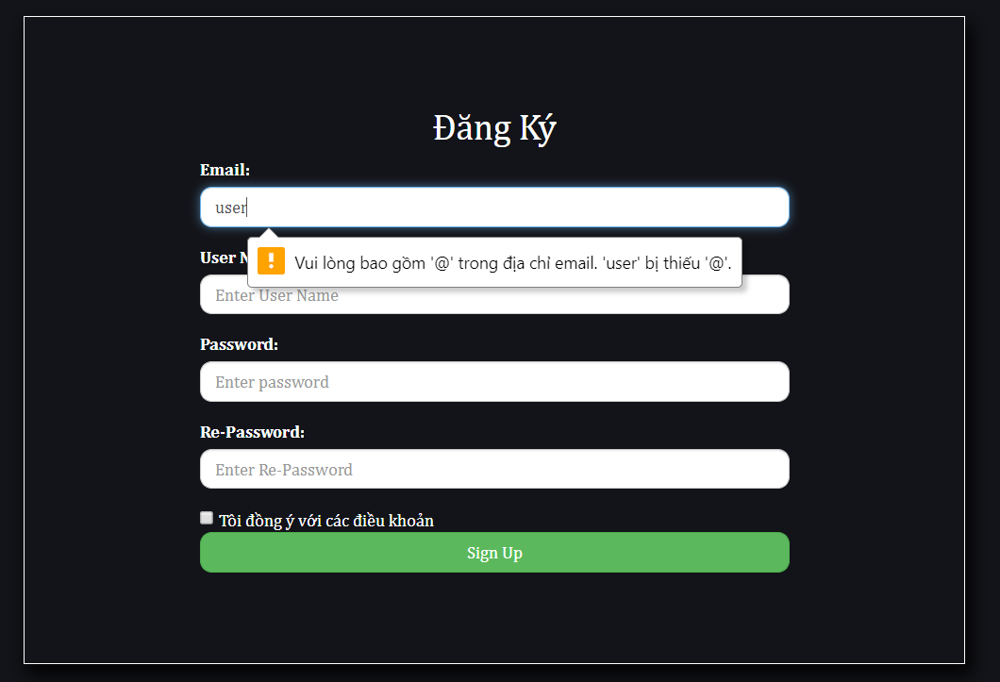 Đăng Ký
Email:
user
Vui lòng bao gồm '@' trong địa chỉ email. 'user' bị thiếu '@'.
User
Enter User Name
Password:
Enter password
Re-Password:
Enter Re-Password
Tôi đồng ý với các điều khoản
Sign Up